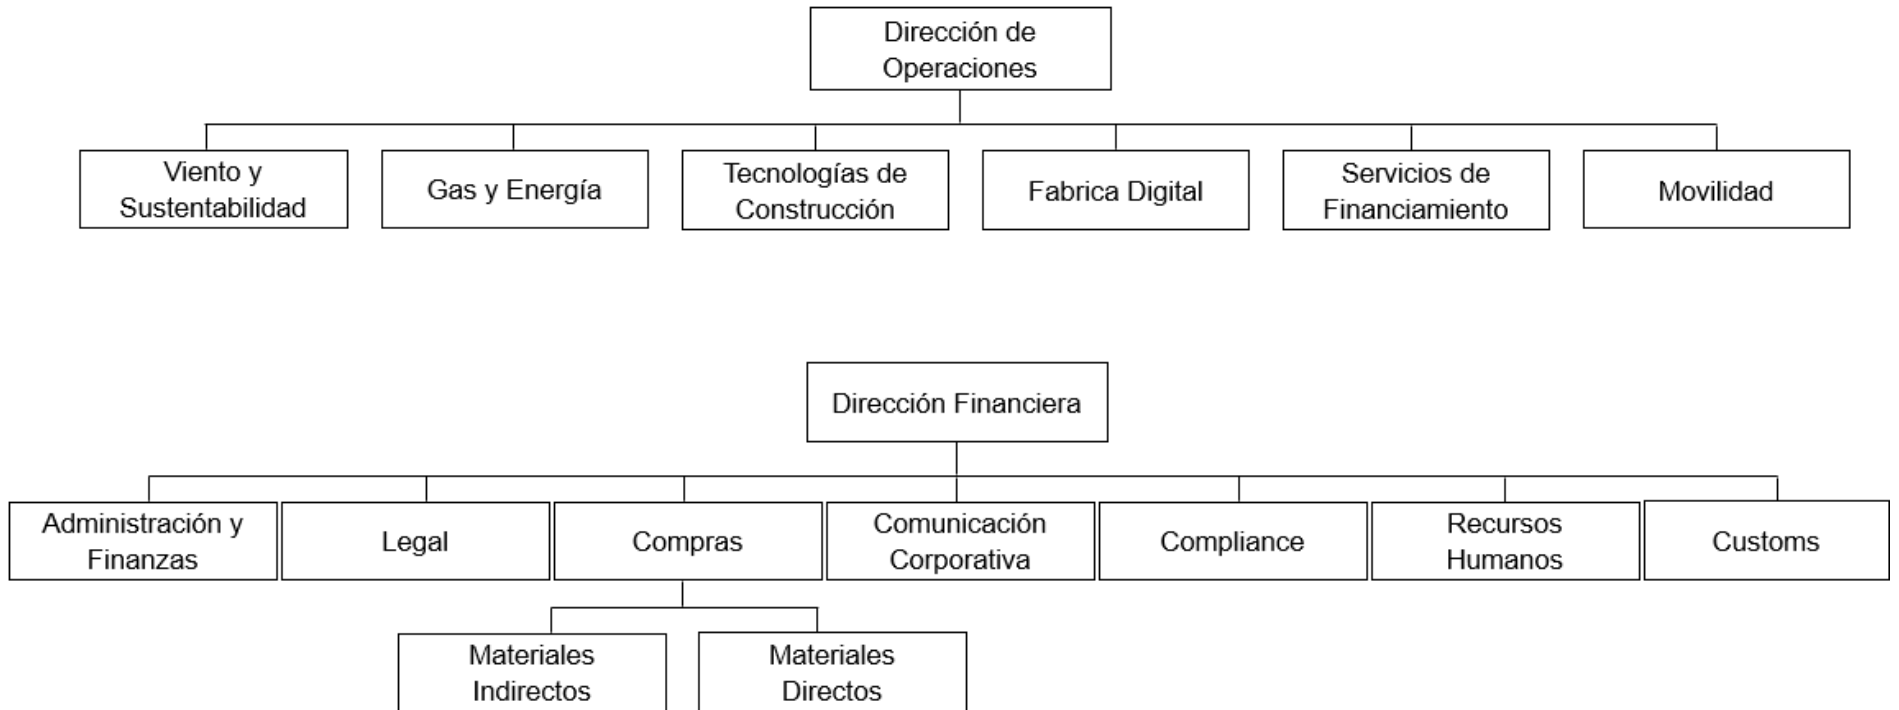 Dirección de
Operaciones
Viento y
Sustentabilidad
Gas y Energía
Tecnologías de
Construcción
Fabrica Digital
Servicios de
Financiamiento
Movilidad
Dirección Financiera
Administración y
Finanzas
Legal
Compras
Comunicación
Corporativa
Compliance
Recursos
Humanos
Customs
Materiales
Indirectos
Materiales
Directos